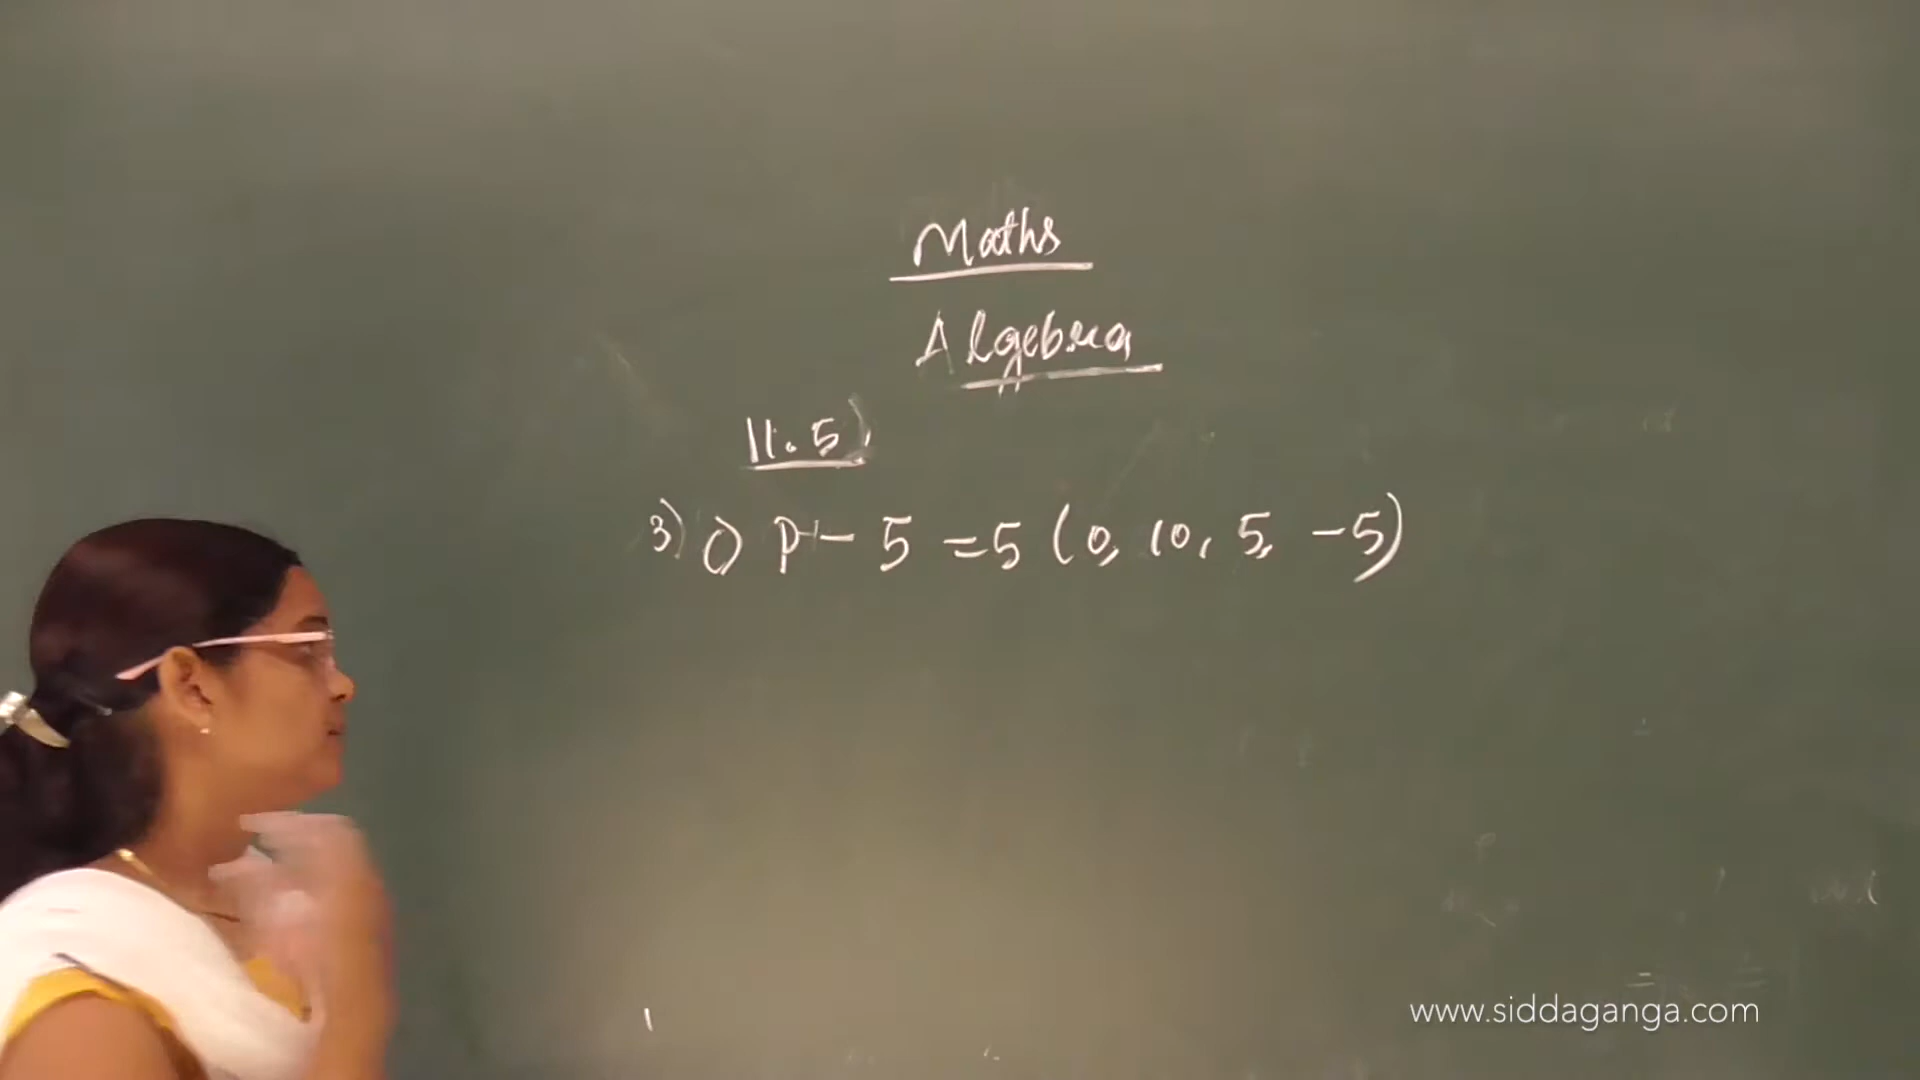 Maths
Algebra
11.5)
3) c) p - 5 = 5 (0, 10, 5, -5)
www.siddaganga.com